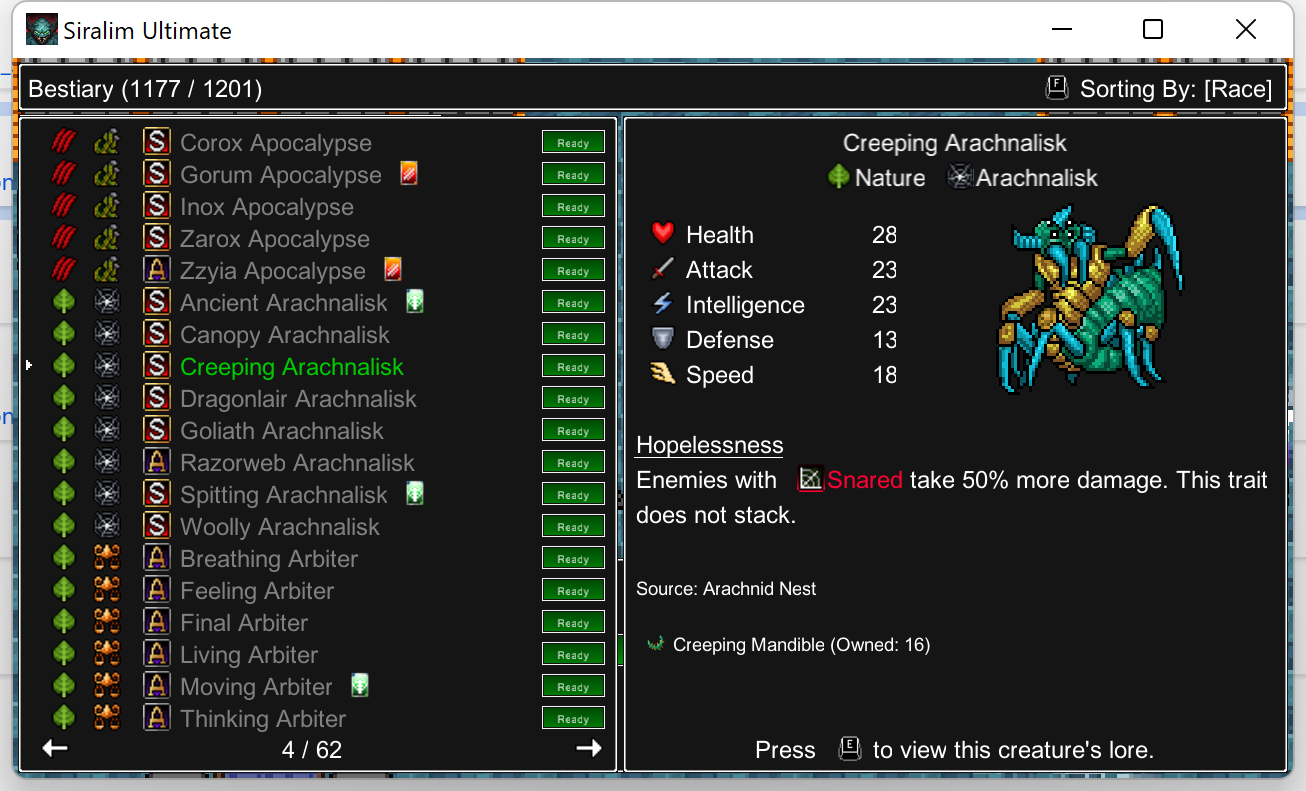 Siralim Ultimate
Bestiary (1177 / 1201)
F Sorting By: [Race]
S Corox Apocalypse Ready
S Gorum Apocalypse Ready
S Inox Apocalypse Ready
S Zarox Apocalypse Ready
A Zzyia Apocalypse Ready
S Ancient Arachnalisk Ready
S Canopy Arachnalisk Ready
S Creeping Arachnalisk Ready
S Dragonlair Arachnalisk Ready
S Goliath Arachnalisk Ready
A Razorweb Arachnalisk Ready
S Spitting Arachnalisk Ready
S Woolly Arachnalisk Ready
A Breathing Arbiter Ready
A Feeling Arbiter Ready
A Final Arbiter Ready
A Living Arbiter Ready
A Moving Arbiter Ready
A Thinking Arbiter Ready
4 / 62
Creeping Arachnalisk
Nature Arachnalisk
Health 28
Attack 23
Intelligence 23
Defense 13
Speed 18
Hopelessness
Enemies with Snared take 50% more damage. This trait
does not stack.
Source: Arachnid Nest
Creeping Mandible (Owned: 16)
Press E to view this creature's lore.